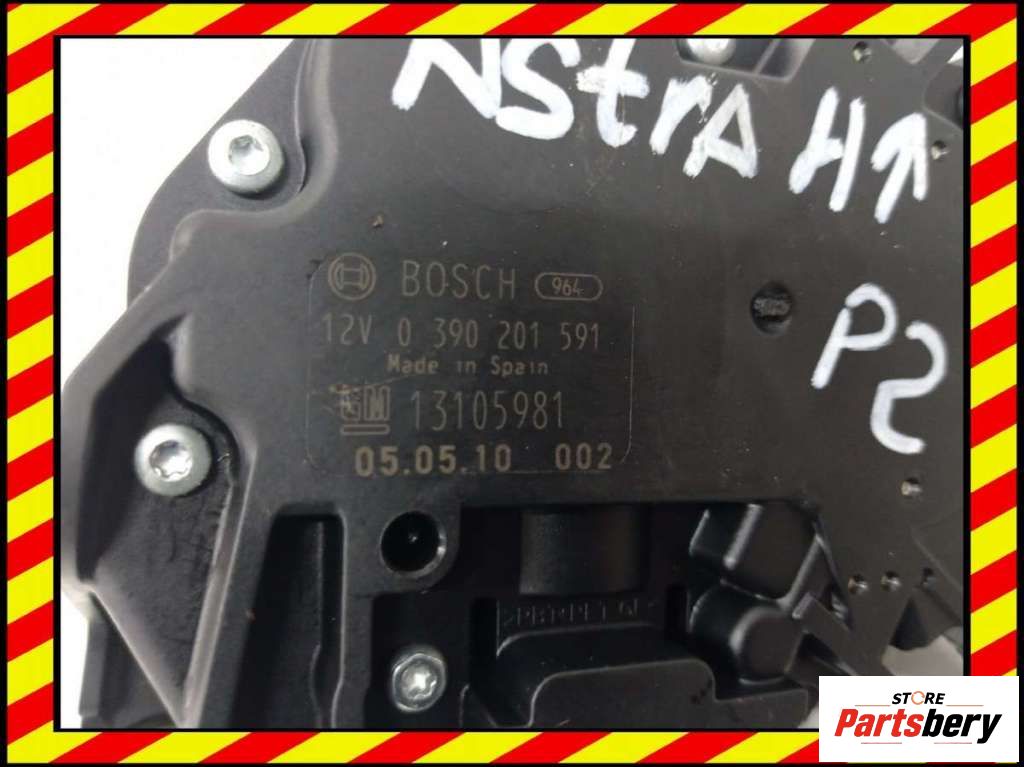 AstrA H↑
P2
BOSCH 964
12V 0 390 201 591
Made in Spain
GM 13105981
05.05.10 002
STORE
Partsbery